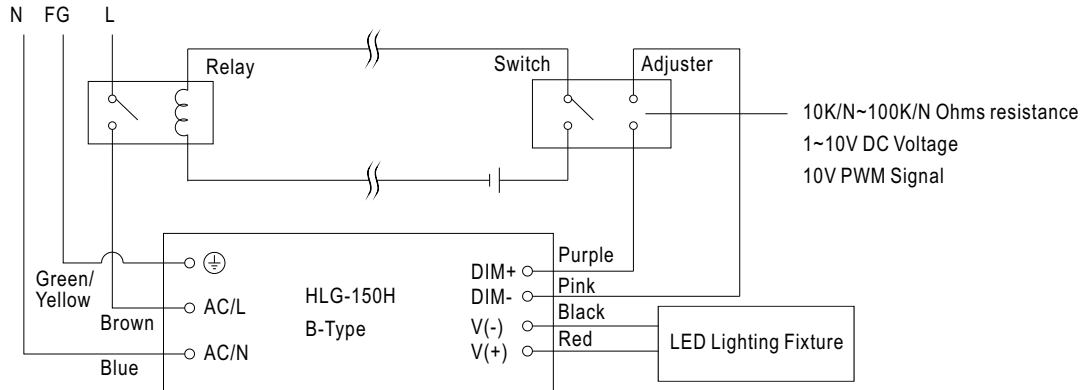 N FG L
Relay
Switch
Adjuster
10K/N~100K/N Ohms resistance
1~10V DC Voltage
10V PWM Signal
Green/
Yellow
Brown
Blue
AC/L
AC/N
HLG-150H
B-Type
DIM+
DIM-
V(-)
V(+)
Purple
Pink
Black
Red
LED Lighting Fixture